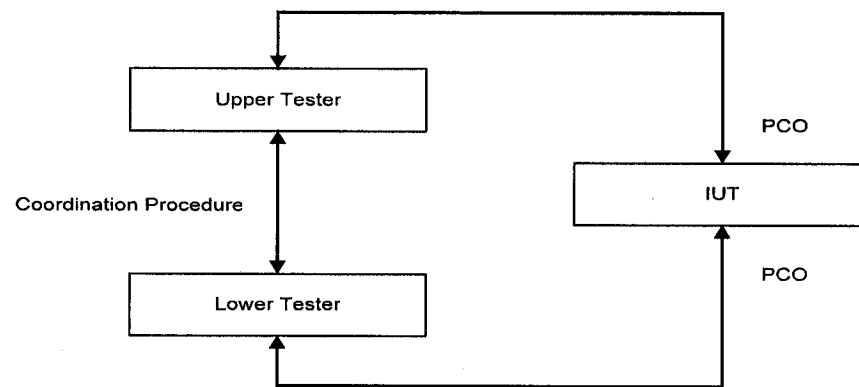 Upper Tester
PCO
IUT
Coordination Procedure
PCO
Lower Tester